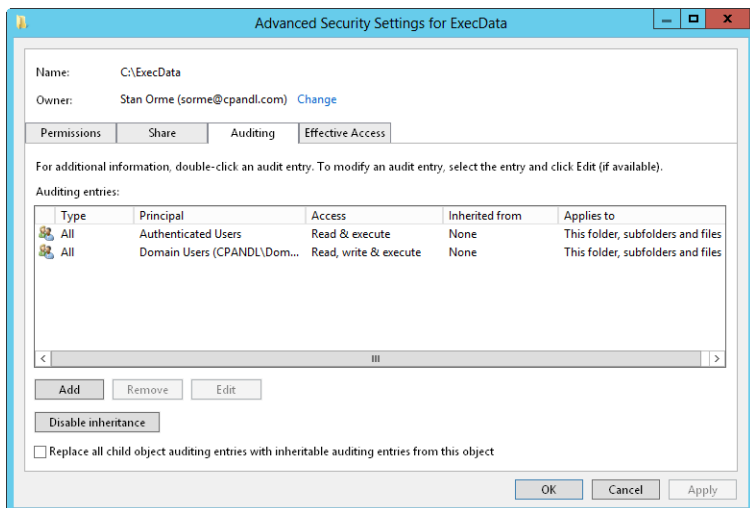 Advanced Security Settings for ExecData
Name: C:\ExecData
Owner: Stan Orme (sorme@cpandl.com) Change
Permissions Share Auditing Effective Access
For additional information, double-click an audit entry. To modify an audit entry, select the entry and click Edit (if available).
Auditing entries:
Type Principal Access Inherited from Applies to
All Authenticated Users Read & execute None This folder, subfolders and files
All Domain Users (CPANDL\Dom... Read, write & execute None This folder, subfolders and files
Add Remove Edit
Disable inheritance
Replace all child object auditing entries with inheritable auditing entries from this object
OK Cancel Apply